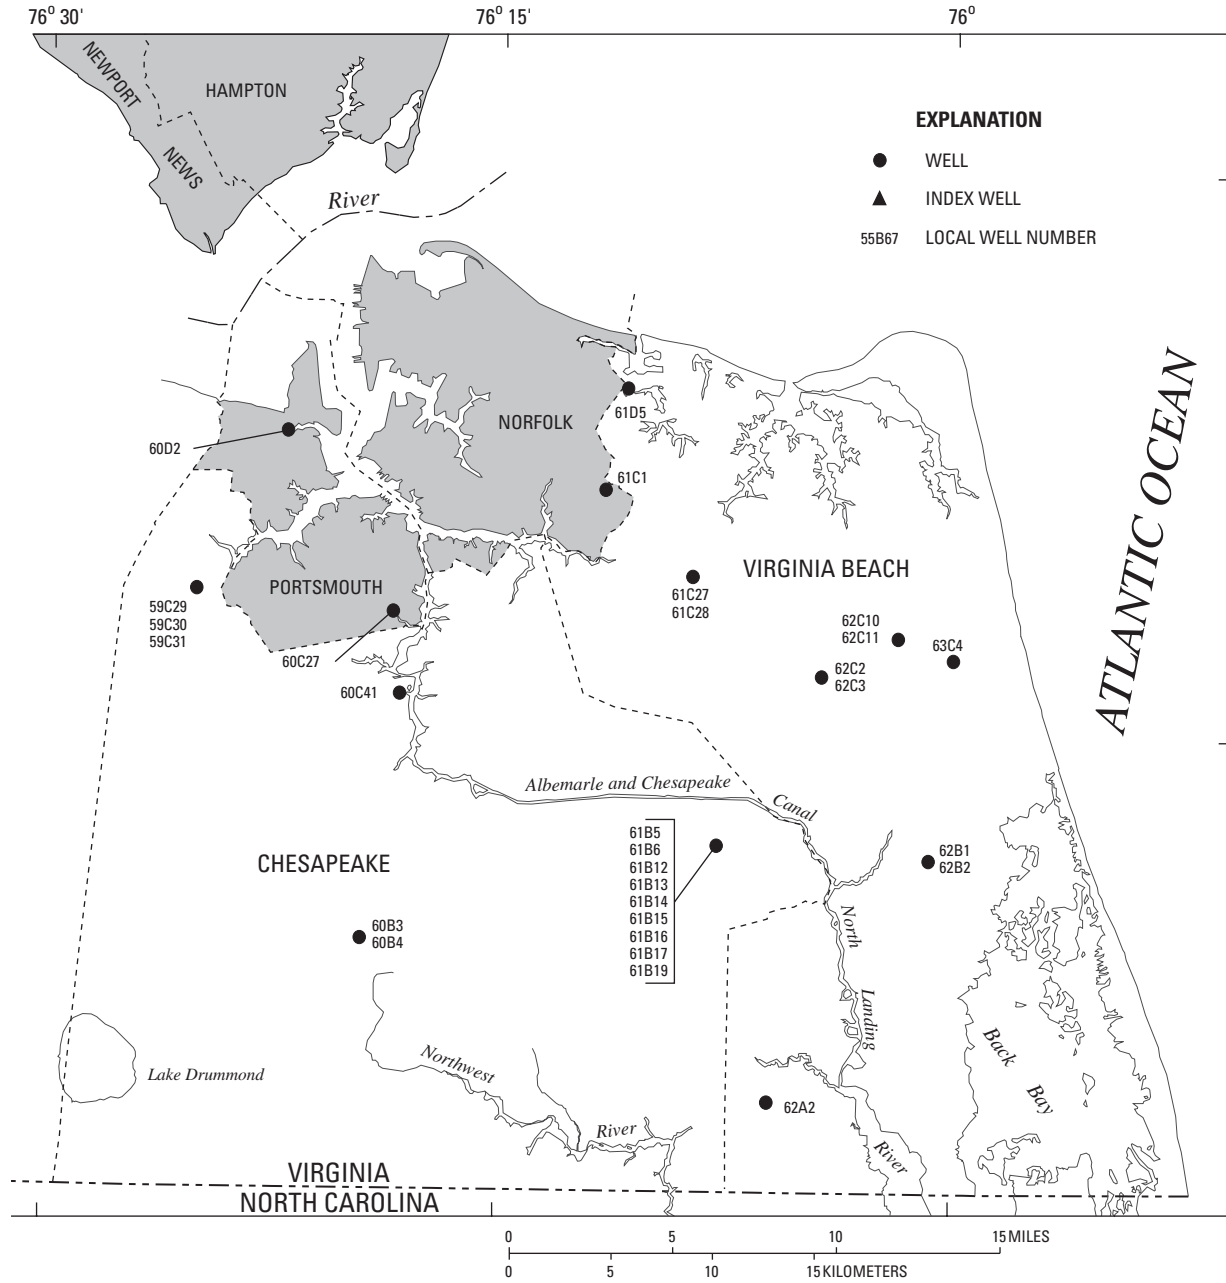 76° 30'
76° 15'
76°
NEWPORT
NEWS
HAMPTON
EXPLANATION
WELL
INDEX WELL
55B67 LOCAL WELL NUMBER
River
ATLANTIC OCEAN
NORFOLK
61D5
60D2
61C1
VIRGINIA BEACH
PORTSMOUTH
59C29
59C30
59C31
61C27
61C28
62C10
62C11
63C4
60C27
62C2
62C3
60C41
Albemarle and Chesapeake
Canal
CHESAPEAKE
61B5
61B6
61B12
61B13
61B14
61B15
61B16
61B17
61B19
62B1
62B2
60B3
60B4
North
Landing
River
Back
Bay
Lake Drummond
Northwest
River
62A2
VIRGINIA
NORTH CAROLINA
0 5 10 15 MILES
0 5 10 15 KILOMETERS